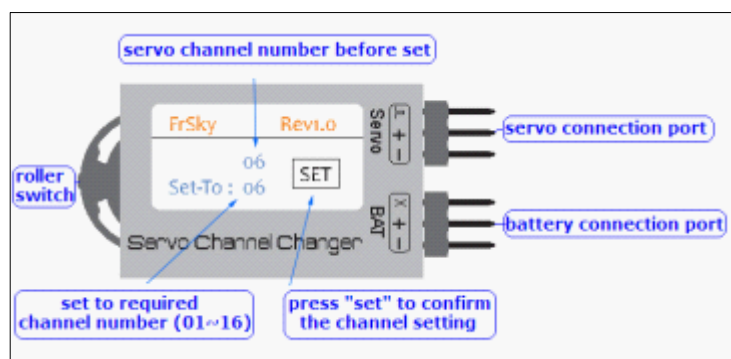 servo channel number before set
FrSky Rev1.0
Servo
+
−
servo connection port
06
SET
roller
switch
Set-To : 06
BAT
X
+
−
battery connection port
Servo Channel Changer
set to required
channel number (01~16)
press "set" to confirm
the channel setting